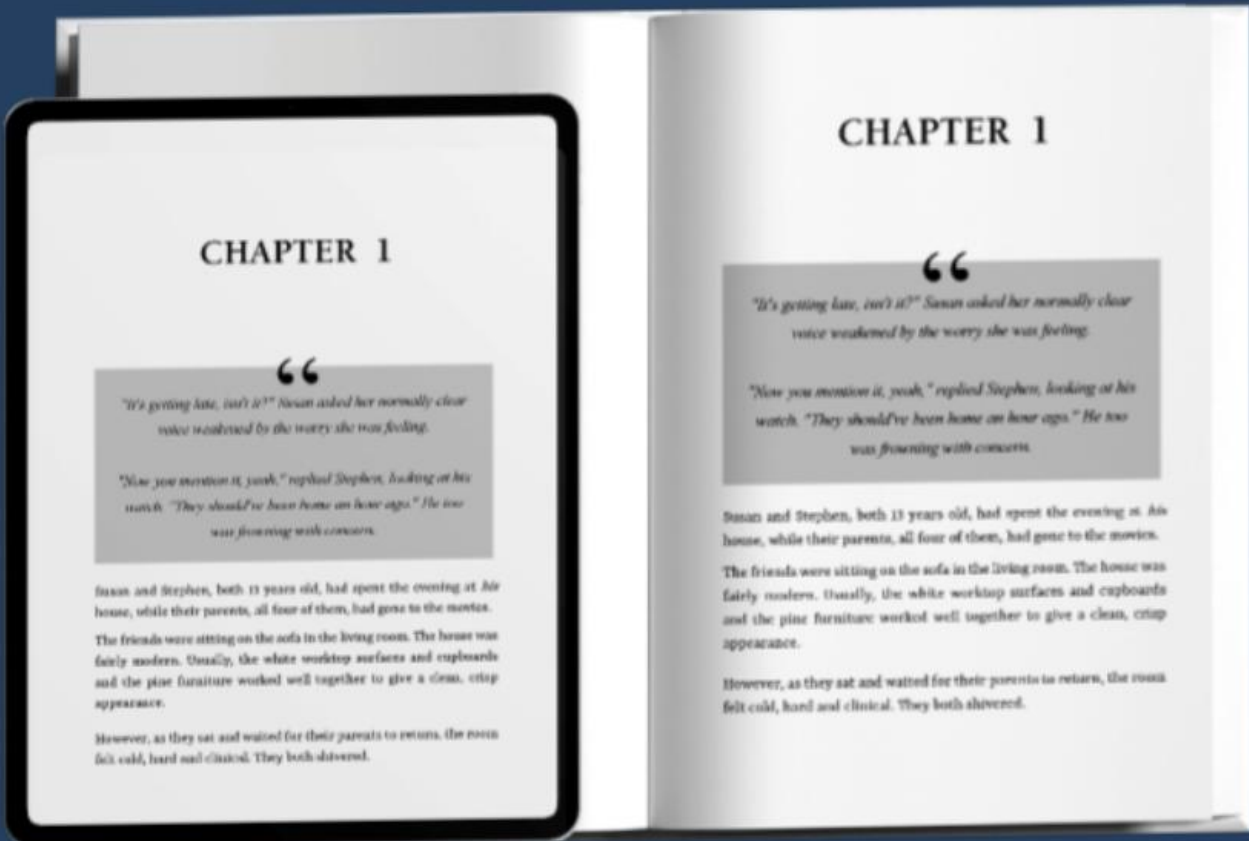 CHAPTER 1
“
"It's getting late, isn't it?" Susan asked her normally clear
voice weakened by the worry she was feeling.
"Now you mention it, yeah," replied Stephen, looking at his
watch. "They should've been home an hour ago." He too
was frowning with concern.
Susan and Stephen, both 13 years old, had spent the evening at his
house, while their parents, all four of them, had gone to the movies.
The friends were sitting on the sofa in the living room. The house was
fairly modern. Usually, the white worktop surfaces and cupboards
and the pine furniture worked well together to give a clean, crisp
appearance.
However, as they sat and waited for their parents to return, the room
felt cold, hard and clinical. They both shivered.
CHAPTER 1
“
"It's getting late, isn't it?" Susan asked her normally clear
voice weakened by the worry she was feeling.
"Now you mention it, yeah," replied Stephen, looking at his
watch. "They should've been home an hour ago." He too
was frowning with concern.
Susan and Stephen, both 13 years old, had spent the evening at his
house, while their parents, all four of them, had gone to the movies.
The friends were sitting on the sofa in the living room. The house was
fairly modern. Usually, the white worktop surfaces and cupboards
and the pine furniture worked well together to give a clean, crisp
appearance.
However, as they sat and waited for their parents to return, the room
felt cold, hard and clinical. They both shivered.